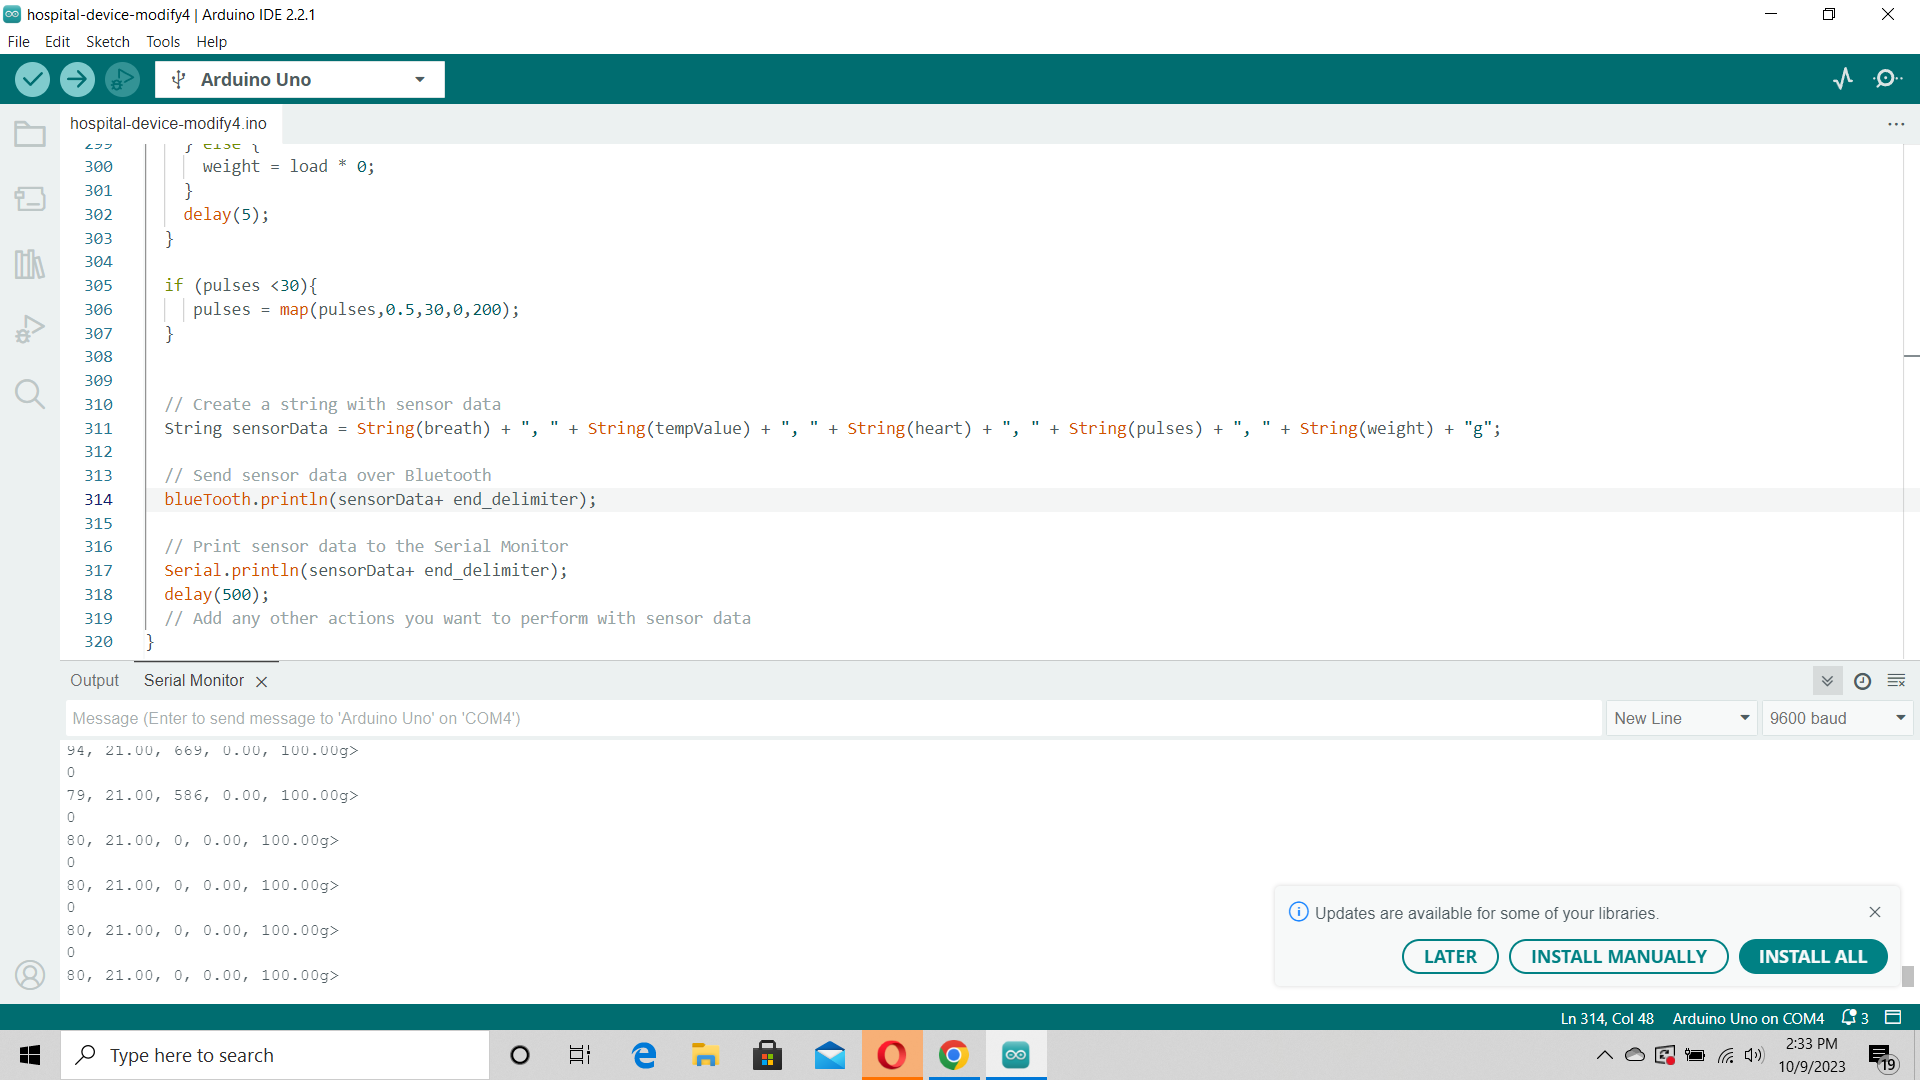 hospital-device-modify4 | Arduino IDE 2.2.1
File Edit Sketch Tools Help
Arduino Uno
hospital-device-modify4.ino
299 } else {
300 weight = load * 0;
301 }
302 delay(5);
303 }
304
305 if (pulses <30){
306 pulses = map(pulses,0.5,30,0,200);
307 }
308
309
310 // Create a string with sensor data
311 String sensorData = String(breath) + ", " + String(tempValue) + ", " + String(heart) + ", " + String(pulses) + ", " + String(weight) + "g";
312
313 // Send sensor data over Bluetooth
314 blueTooth.println(sensorData+ end_delimiter);
315
316 // Print sensor data to the Serial Monitor
317 Serial.println(sensorData+ end_delimiter);
318 delay(500);
319 // Add any other actions you want to perform with sensor data
320 }
Output Serial Monitor
Message (Enter to send message to 'Arduino Uno' on 'COM4') New Line 9600 baud
94, 21.00, 669, 0.00, 100.00g>
0
79, 21.00, 586, 0.00, 100.00g>
0
80, 21.00, 0, 0.00, 100.00g>
0
80, 21.00, 0, 0.00, 100.00g>
0
80, 21.00, 0, 0.00, 100.00g>
0
80, 21.00, 0, 0.00, 100.00g>
Updates are available for some of your libraries.
LATER INSTALL MANUALLY INSTALL ALL
Ln 314, Col 48 Arduino Uno on COM4 3
Type here to search
2:33 PM
10/9/2023
19